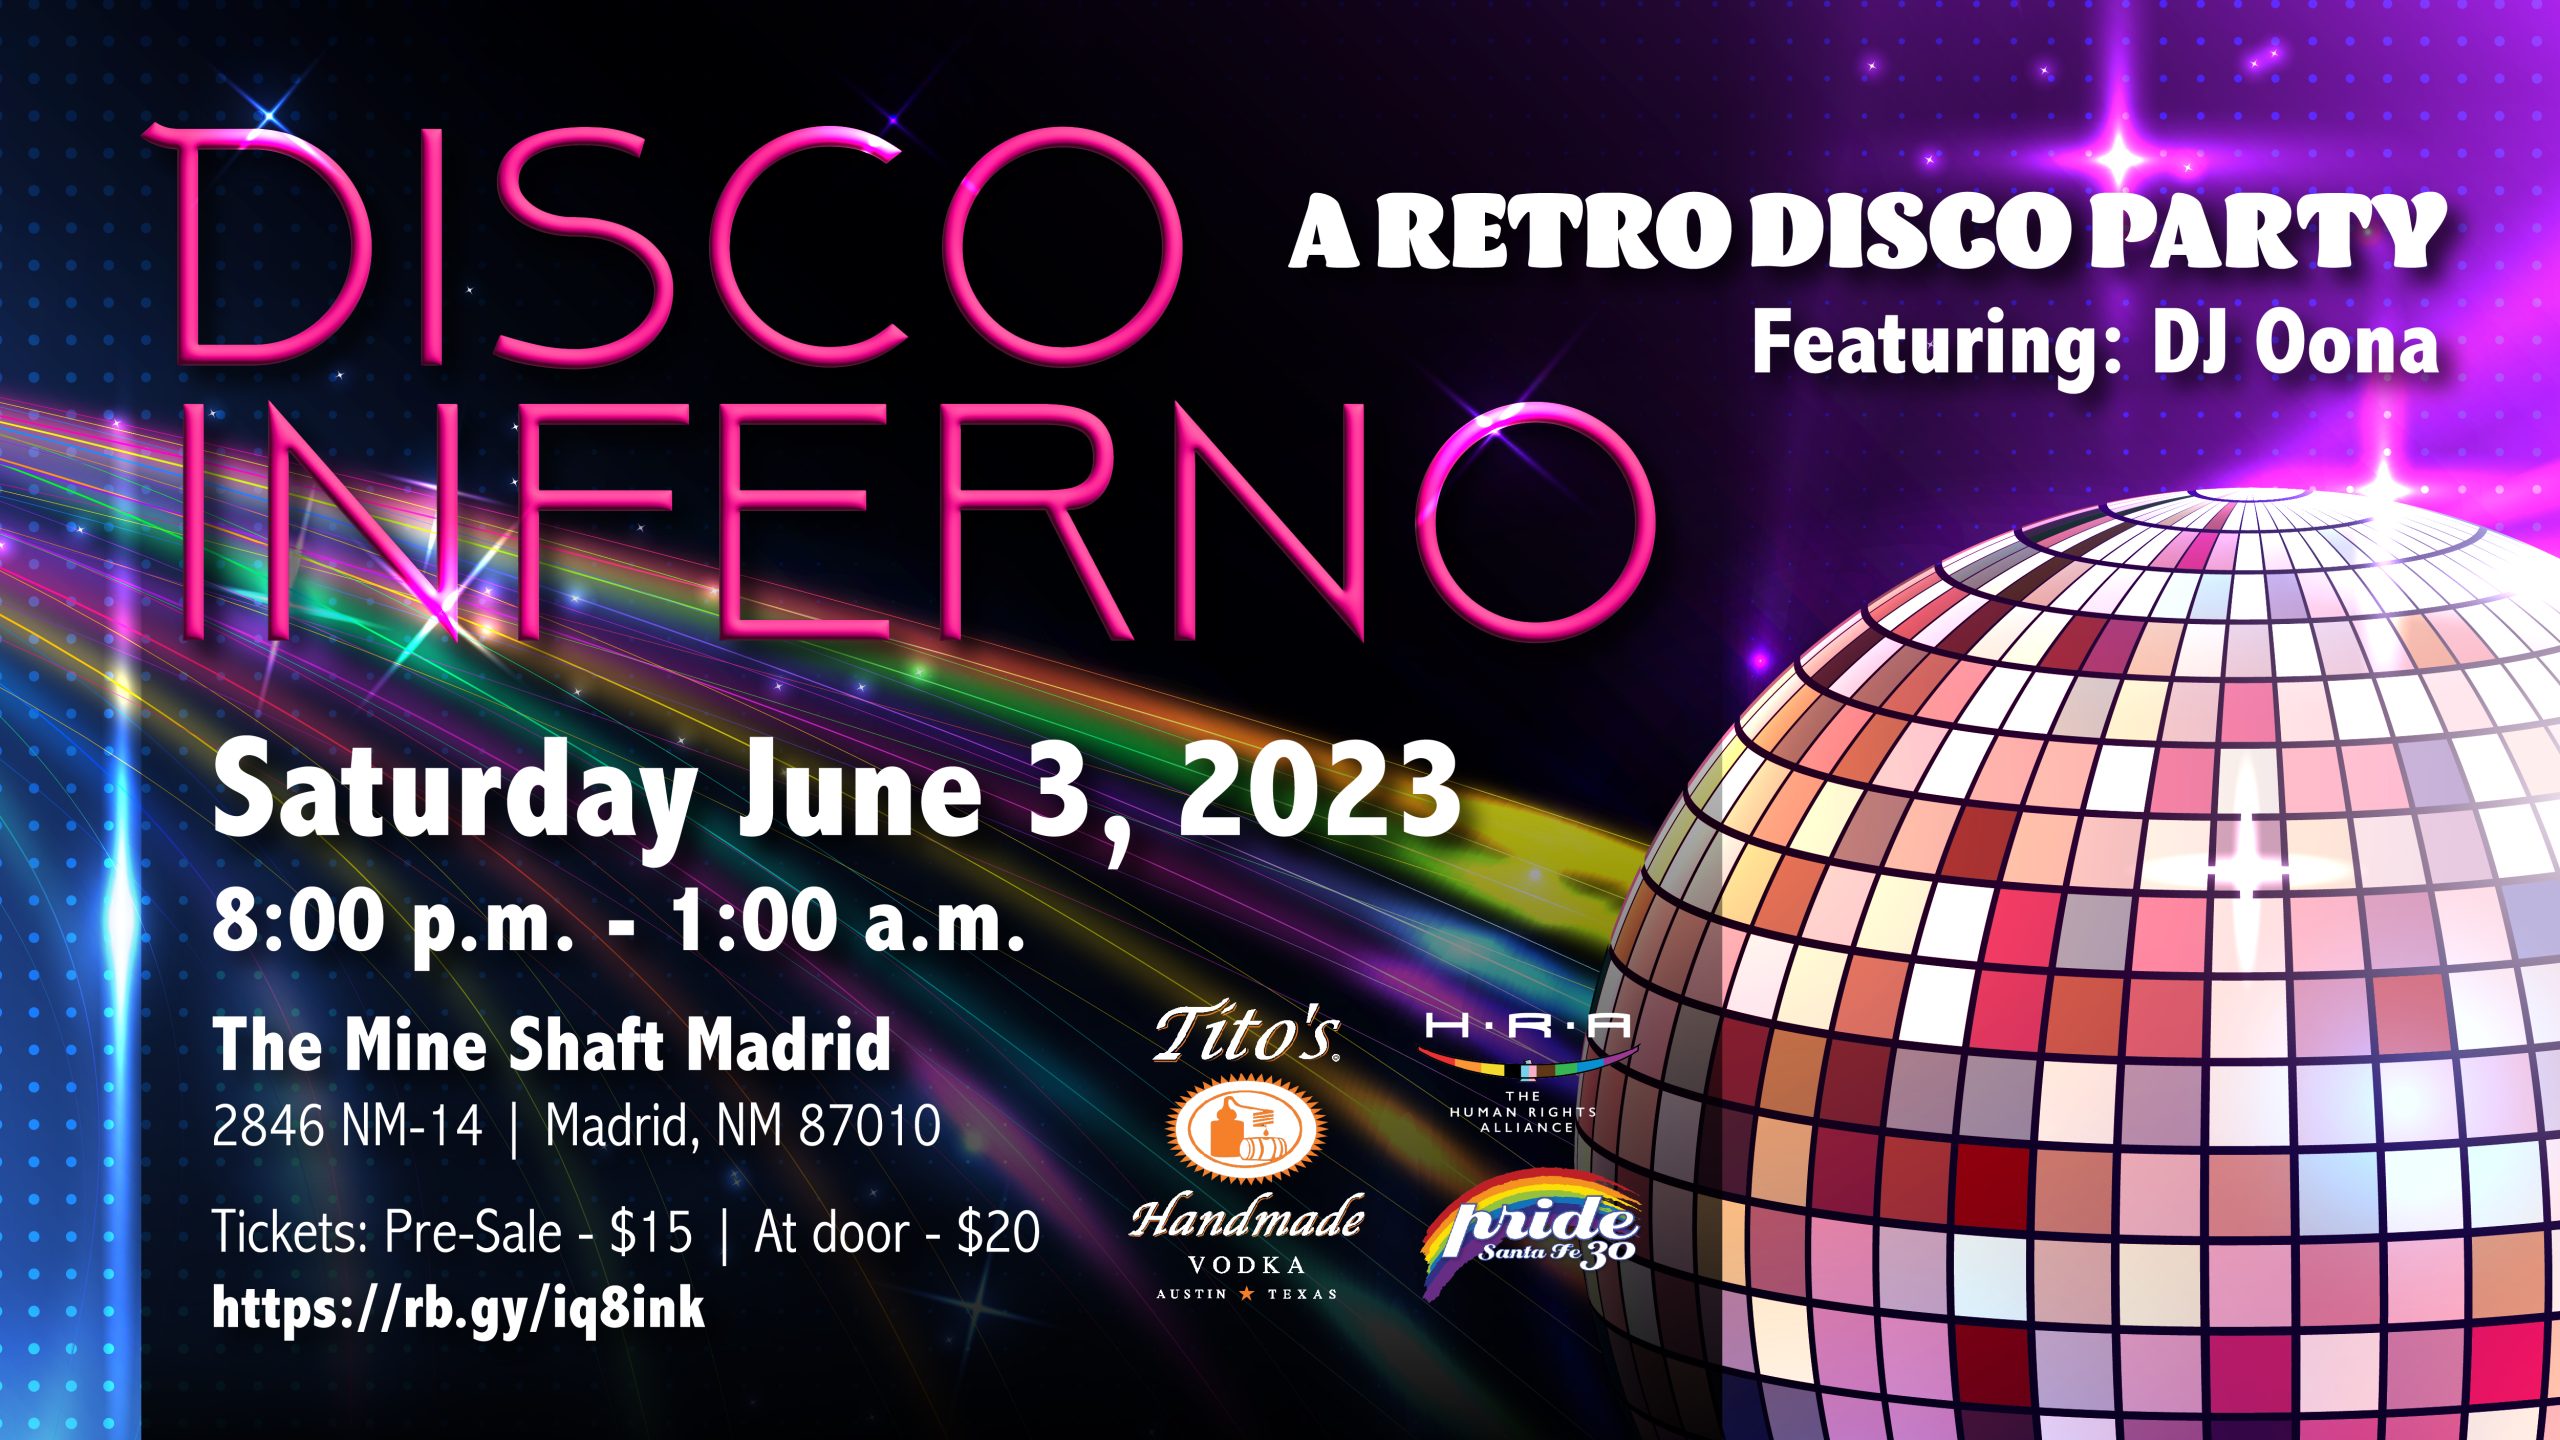 DISCO
INFERNO
A RETRO DISCO PARTY
Featuring: DJ Oona
Saturday June 3, 2023
8:00 p.m. - 1:00 a.m.
The Mine Shaft Madrid
2846 NM-14 | Madrid, NM 87010
Tickets: Pre-Sale - $15 | At door - $20
https://rb.gy/iq8ink
Tito's®
Handmade
VODKA
AUSTIN ★ TEXAS
H·R·A
THE
HUMAN RIGHTS
ALLIANCE
pride
Santa Fe 30